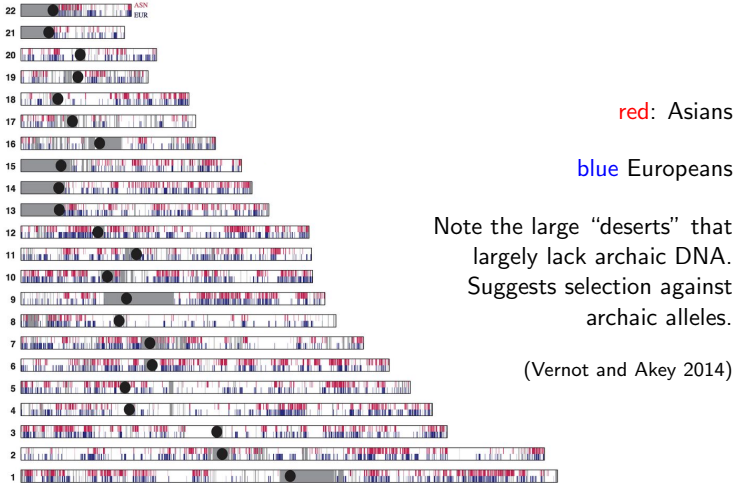 22
ASN
EUR
21
20
19
18
17
16
15
14
13
12
11
10
9
8
7
6
5
4
3
2
1
red: Asians
blue Europeans
Note the large “deserts” that
largely lack archaic DNA.
Suggests selection against
archaic alleles.
(Vernot and Akey 2014)